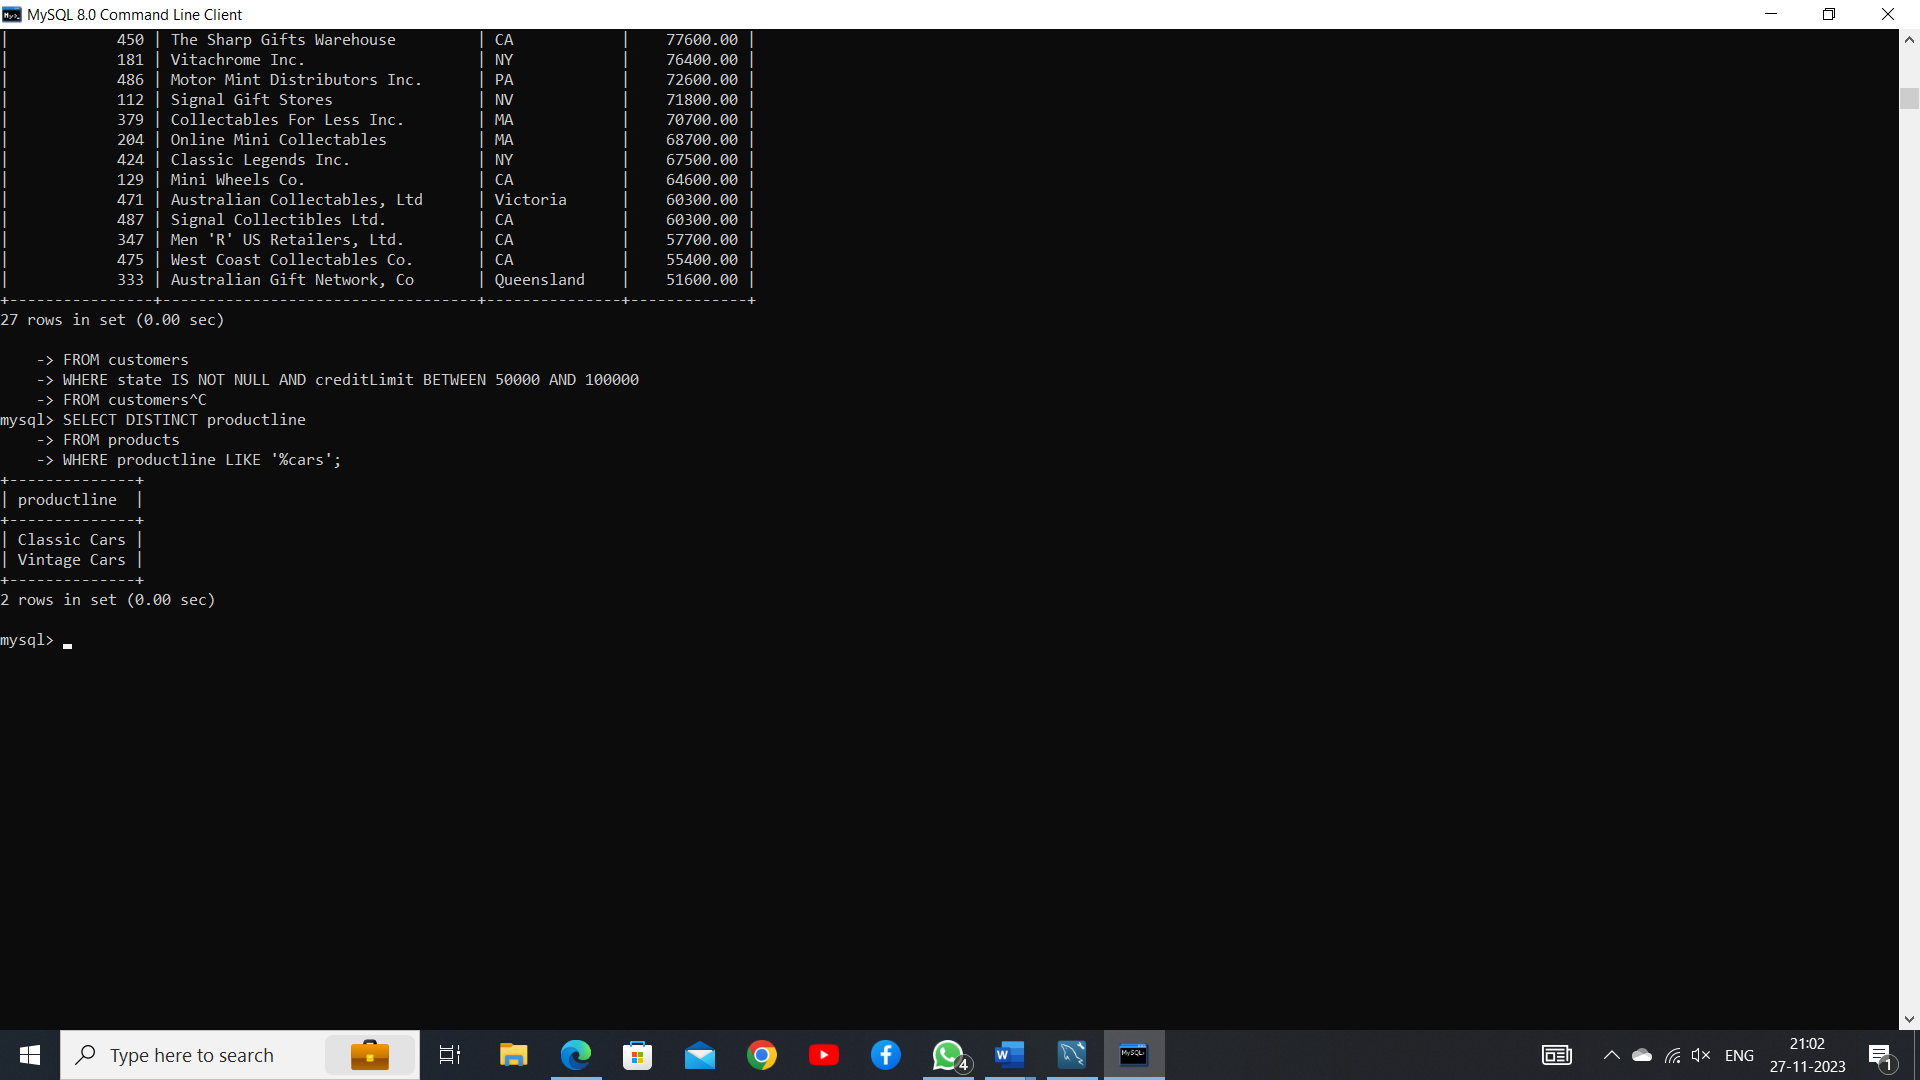 MySQL 8.0 Command Line Client
|             450 | The Sharp Gifts Warehouse         | CA            |    77600.00 |
|             181 | Vitachrome Inc.                   | NY            |    76400.00 |
|             486 | Motor Mint Distributors Inc.      | PA            |    72600.00 |
|             112 | Signal Gift Stores                | NV            |    71800.00 |
|             379 | Collectables For Less Inc.        | MA            |    70700.00 |
|             204 | Online Mini Collectables          | MA            |    68700.00 |
|             424 | Classic Legends Inc.              | NY            |    67500.00 |
|             129 | Mini Wheels Co.                   | CA            |    64600.00 |
|             471 | Australian Collectables, Ltd      | Victoria      |    60300.00 |
|             487 | Signal Collectibles Ltd.          | CA            |    60300.00 |
|             347 | Men 'R' US Retailers, Ltd.        | CA            |    57700.00 |
|             475 | West Coast Collectables Co.       | CA            |    55400.00 |
|             333 | Australian Gift Network, Co       | Queensland    |    51600.00 |
+----------------+-----------------------------------+---------------+-------------+
27 rows in set (0.00 sec)
    -> FROM customers
    -> WHERE state IS NOT NULL AND creditLimit BETWEEN 50000 AND 100000
    -> FROM customers^C
mysql> SELECT DISTINCT productline
    -> FROM products
    -> WHERE productline LIKE '%cars';
+--------------+
| productline  |
+--------------+
| Classic Cars |
| Vintage Cars |
+--------------+
2 rows in set (0.00 sec)
mysql> _
Type here to search
4
W
MySQL
ENG
21:02
27-11-2023
1